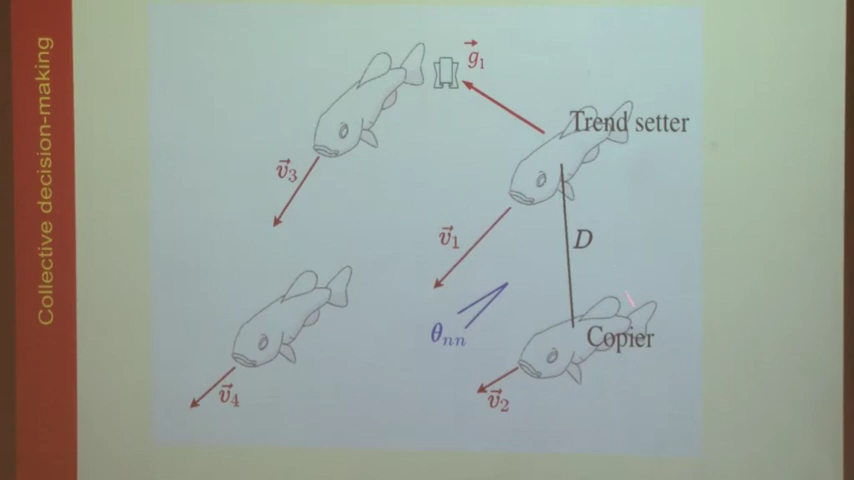 Collective decision-making
g⃗₁
Trend setter
v⃗₃
v⃗₁
D
θₙₙ
Copier
v⃗₄
v⃗₂